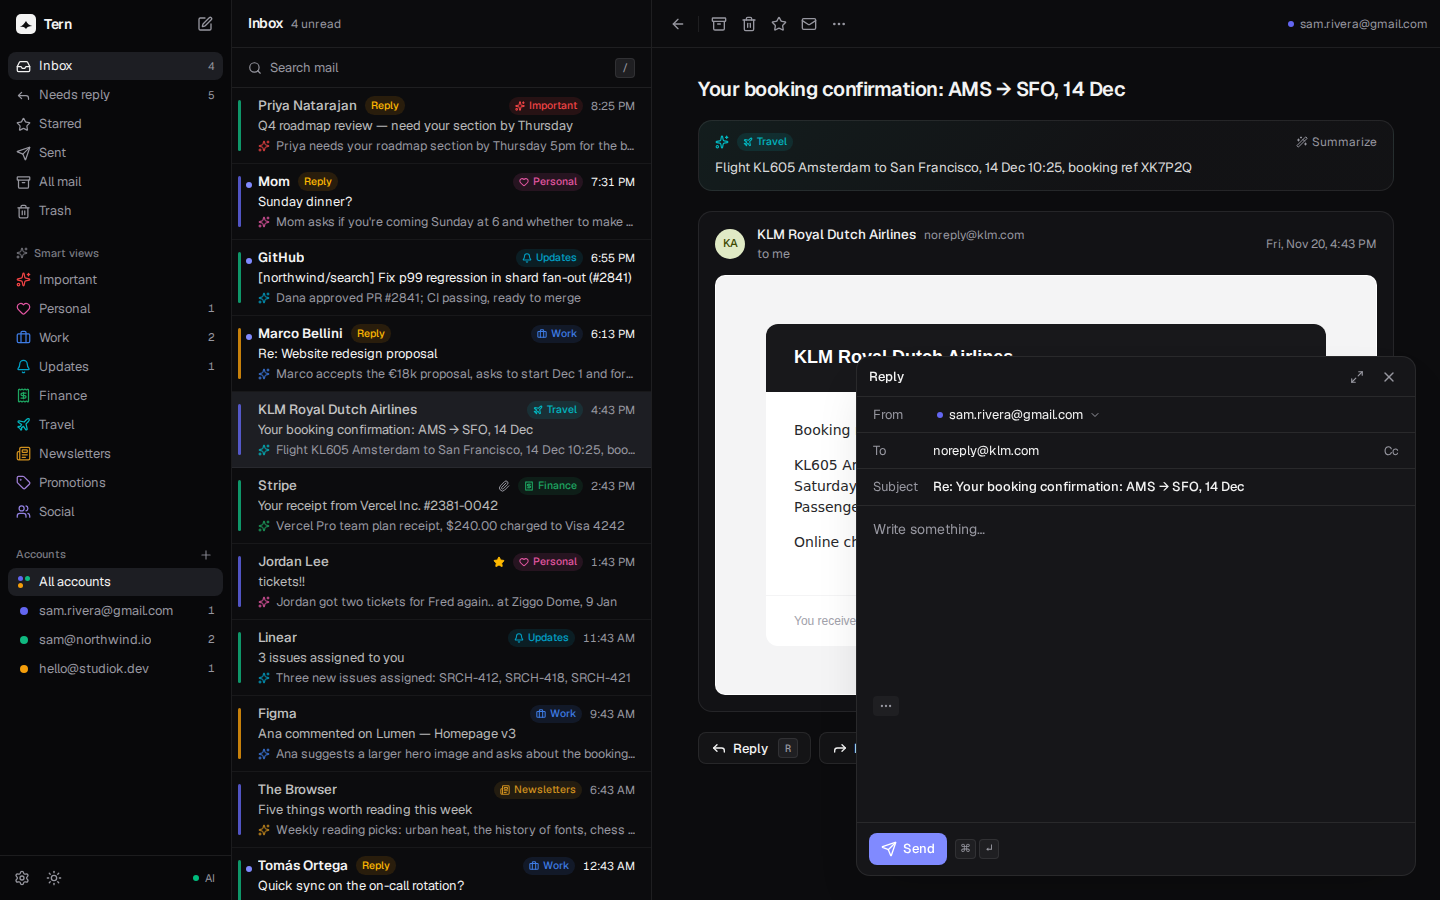 Tern
Inbox 4
Needs reply 5
Starred
Sent
All mail
Trash
Smart views
Important
Personal 1
Work 2
Updates 1
Finance
Travel
Newsletters
Promotions
Social
Accounts
All accounts
sam.rivera@gmail.com 1
sam@northwind.io 2
hello@studiok.dev 1
AI
Inbox 4 unread
Search mail /
Priya Natarajan Reply Important 8:25 PM
Q4 roadmap review — need your section by Thursday
Priya needs your roadmap section by Thursday 5pm for the b...
Mom Reply Personal 7:31 PM
Sunday dinner?
Mom asks if you're coming Sunday at 6 and whether to make ...
GitHub Updates 6:55 PM
[northwind/search] Fix p99 regression in shard fan-out (#2841)
Dana approved PR #2841; CI passing, ready to merge
Marco Bellini Reply Work 6:13 PM
Re: Website redesign proposal
Marco accepts the €18k proposal, asks to start Dec 1 and for...
KLM Royal Dutch Airlines Travel 4:43 PM
Your booking confirmation: AMS → SFO, 14 Dec
Flight KL605 Amsterdam to San Francisco, 14 Dec 10:25, boo...
Stripe Finance 2:43 PM
Your receipt from Vercel Inc. #2381-0042
Vercel Pro team plan receipt, $240.00 charged to Visa 4242
Jordan Lee Personal 1:43 PM
tickets!!
Jordan got two tickets for Fred again.. at Ziggo Dome, 9 Jan
Linear Updates 11:43 AM
3 issues assigned to you
Three new issues assigned: SRCH-412, SRCH-418, SRCH-421
Figma Work 9:43 AM
Ana commented on Lumen — Homepage v3
Ana suggests a larger hero image and asks about the booking...
The Browser Newsletters 6:43 AM
Five things worth reading this week
Weekly reading picks: urban heat, the history of fonts, chess ...
Tomás Ortega Reply Work 12:43 AM
Quick sync on the on-call rotation?
sam.rivera@gmail.com
Your booking confirmation: AMS → SFO, 14 Dec
Travel Summarize
Flight KL605 Amsterdam to San Francisco, 14 Dec 10:25, booking ref XK7P2Q
KA KLM Royal Dutch Airlines noreply@klm.com Fri, Nov 20, 4:43 PM
to me
KLM Royal Dutch Airlines
Booking
KL605
Saturday
Online
You
Reply R
Reply
From sam.rivera@gmail.com
To noreply@klm.com Cc
Subject Re: Your booking confirmation: AMS → SFO, 14 Dec
Write something...
Send ⌘ ↵